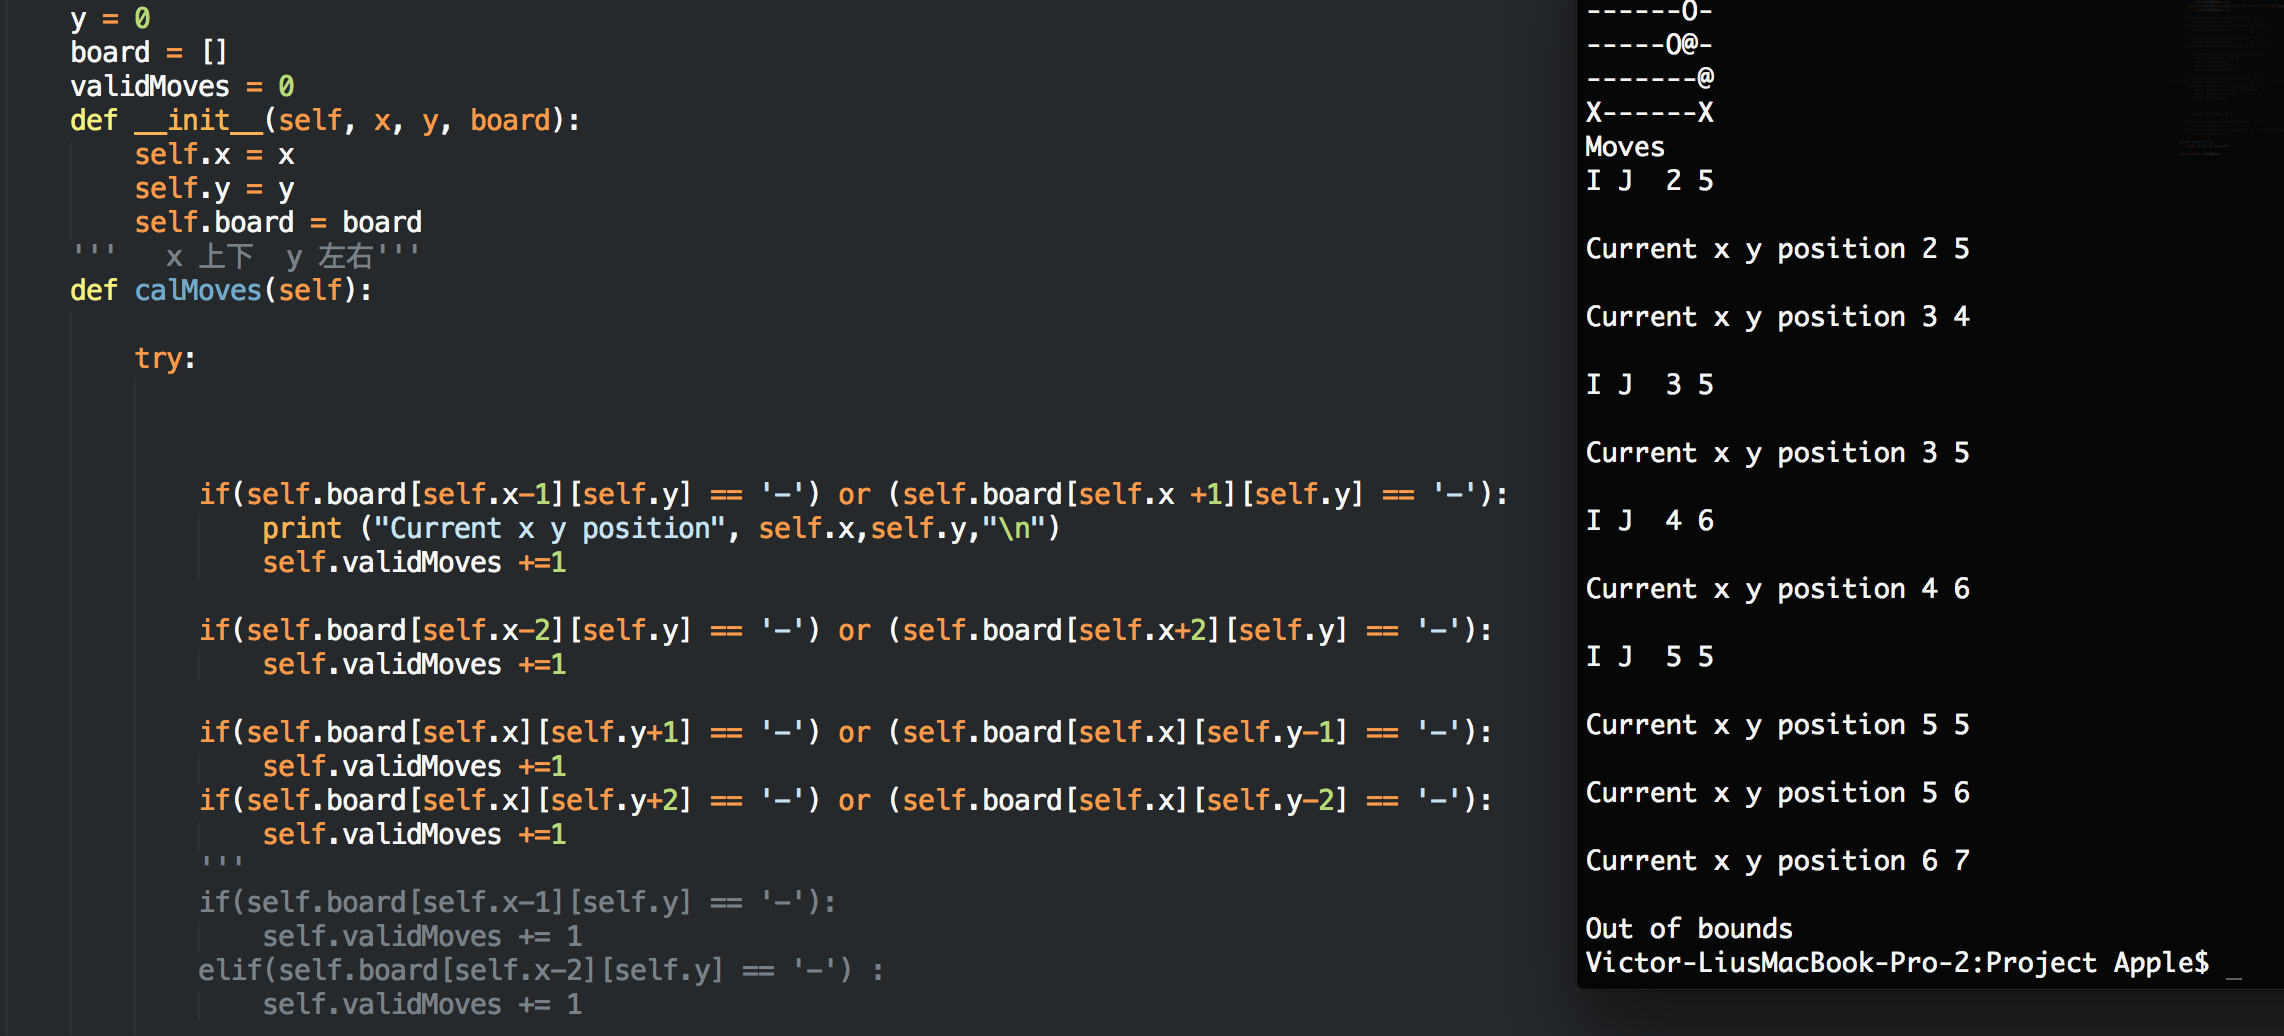 y = 0
board = []
validMoves = 0
def __init__(self, x, y, board):
self.x = x
self.y = y
self.board = board
''' x 上下 y 左右'''
def calMoves(self):
try:
if(self.board[self.x-1][self.y] == '-') or (self.board[self.x +1][self.y] == '-'):
print ("Current x y position", self.x,self.y,"\n")
self.validMoves +=1
if(self.board[self.x-2][self.y] == '-') or (self.board[self.x+2][self.y] == '-'):
self.validMoves +=1
if(self.board[self.x][self.y+1] == '-') or (self.board[self.x][self.y-1] == '-'):
self.validMoves +=1
if(self.board[self.x][self.y+2] == '-') or (self.board[self.x][self.y-2] == '-'):
self.validMoves +=1
'''
if(self.board[self.x-1][self.y] == '-'):
self.validMoves += 1
elif(self.board[self.x-2][self.y] == '-') :
self.validMoves += 1
------O-
-----O@-
-------@
X------X
Moves
I J  2 5
Current x y position 2 5
Current x y position 3 4
I J  3 5
Current x y position 3 5
I J  4 6
Current x y position 4 6
I J  5 5
Current x y position 5 5
Current x y position 5 6
Current x y position 6 7
Out of bounds
Victor-LiusMacBook-Pro-2:Project Apple$ _